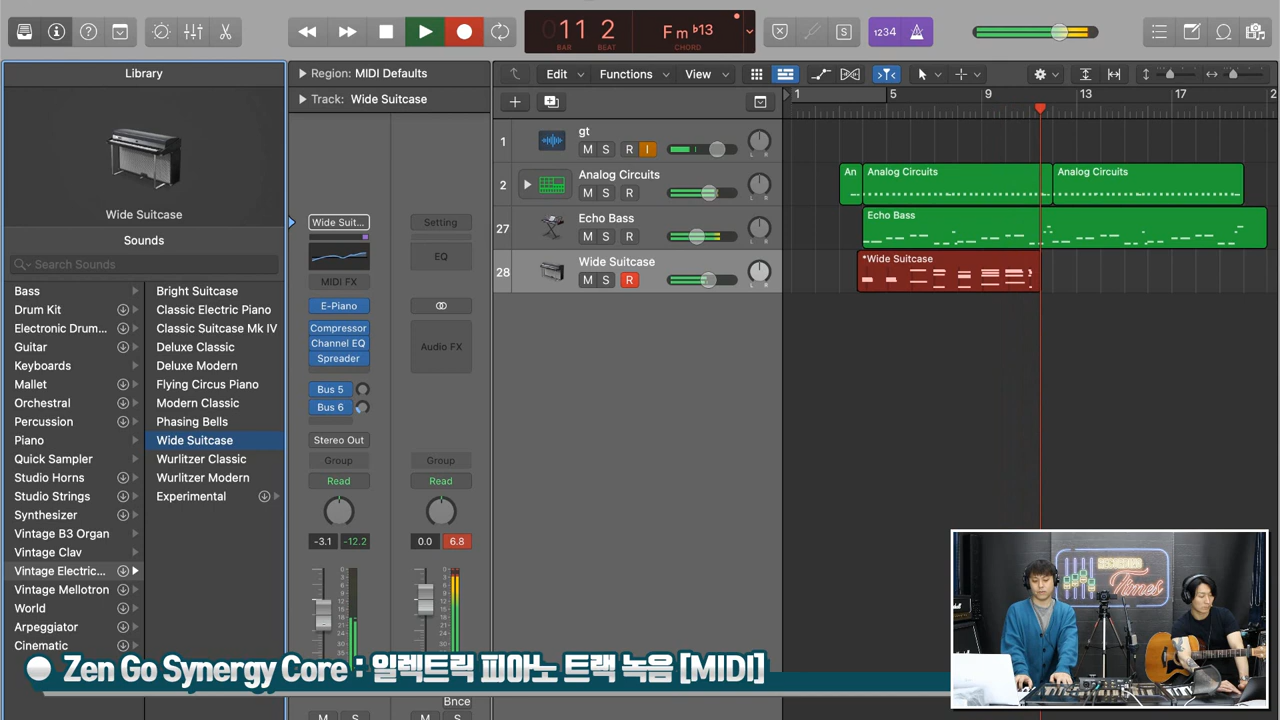 11 2
BAR BEAT
Fm♭13
CHORD
S
1234
Library
Wide Suitcase
Sounds
Search Sounds
Bass
Drum Kit
Electronic Drum...
Guitar
Keyboards
Mallet
Orchestral
Percussion
Piano
Quick Sampler
Studio Horns
Studio Strings
Synthesizer
Vintage B3 Organ
Vintage Clav
Vintage Electric...
Vintage Mellotron
World
Arpeggiator
Cinematic
Bright Suitcase
Classic Electric Piano
Classic Suitcase Mk IV
Deluxe Classic
Deluxe Modern
Flying Circus Piano
Modern Classic
Phasing Bells
Wide Suitcase
Wurlitzer Classic
Wurlitzer Modern
Experimental
Region: MIDI Defaults
Track: Wide Suitcase
Wide Suit...
Setting
EQ
MIDI FX
E-Piano
Compressor
Channel EQ
Spreader
Audio FX
Bus 5
Bus 6
Stereo Out
Group
Group
Read
Read
-3.1 -12.2
0.0 6.8
Bnce
M S
M S
Edit
Functions
View
1 5 9 13 17 2
1
gt
M S R I
2
Analog Circuits
M S R
27
Echo Bass
M S R
28
Wide Suitcase
M S R
An
Analog Circuits
Analog Circuits
Echo Bass
*Wide Suitcase
Times
Zen Go Synergy Core : 일렉트릭 피아노 트랙 녹음 [MIDI]